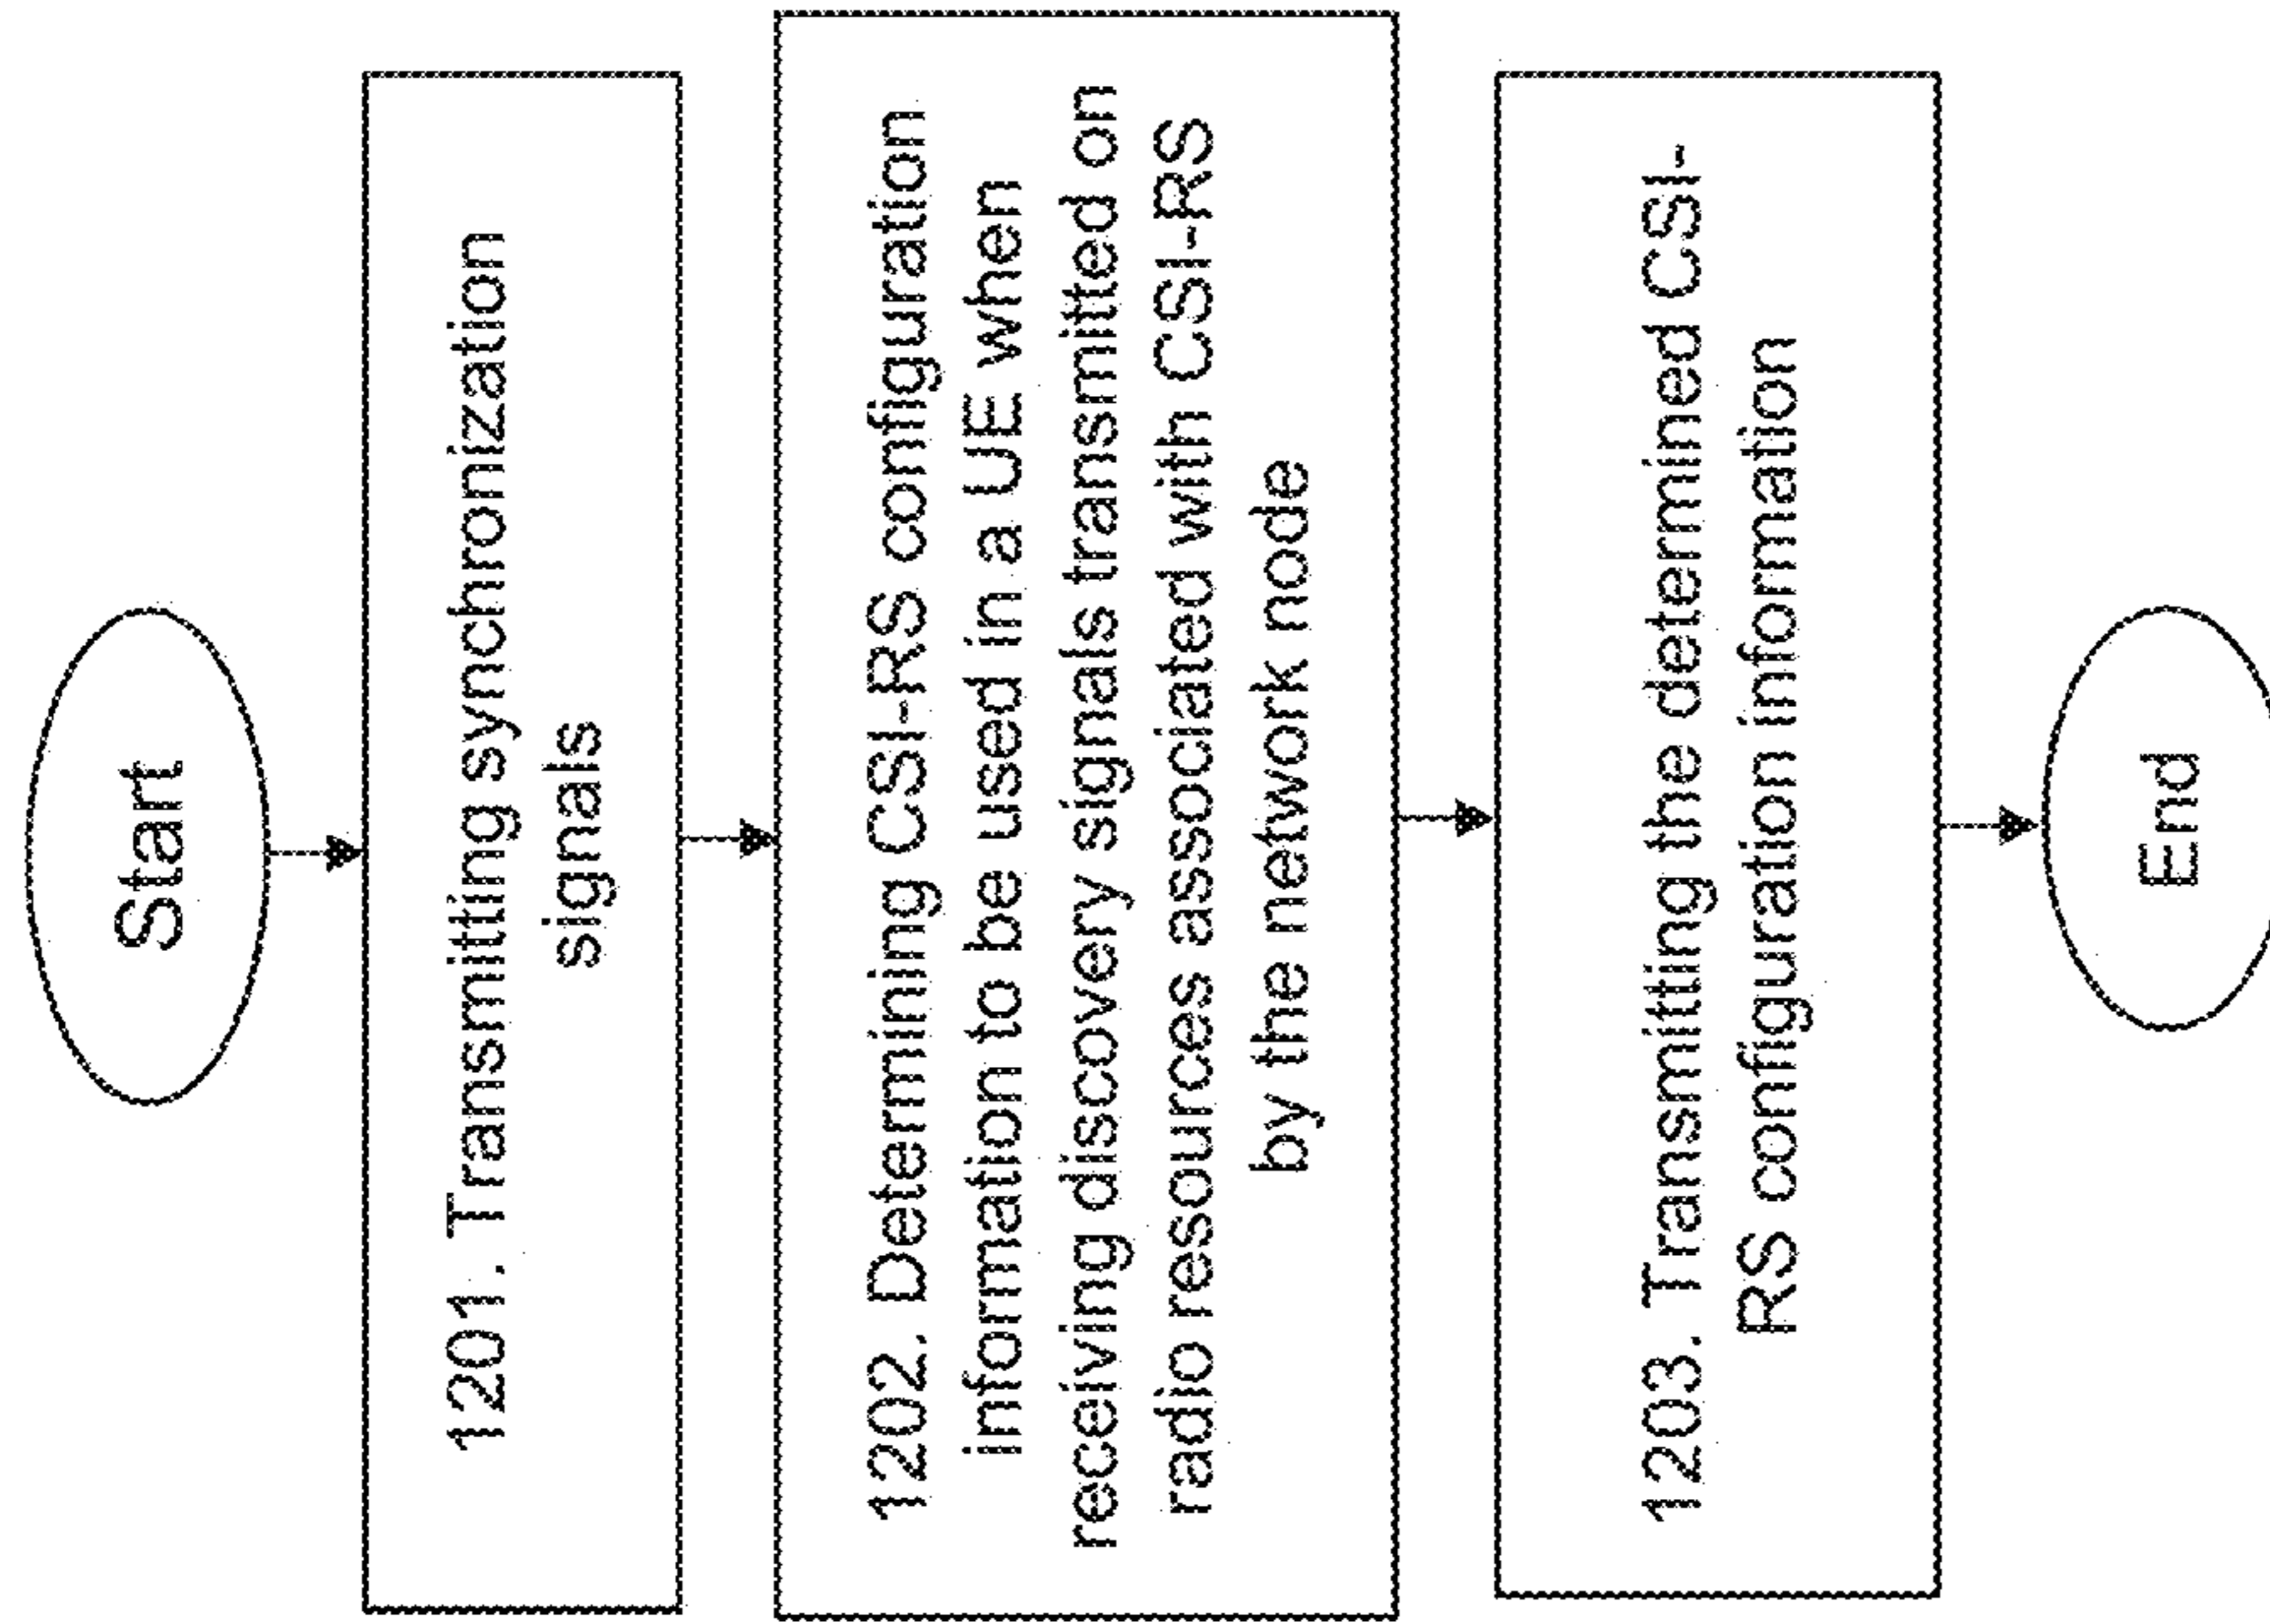 Start
1201. Transmitting synchronization
signals
1202. Determining CSI-RS configuration
information to be used in a UE when
receiving discovery signals transmitted on
radio resources associated with CSI-RS
by the network node
1203. Transmitting the determined CSI-
RS configuration information
End